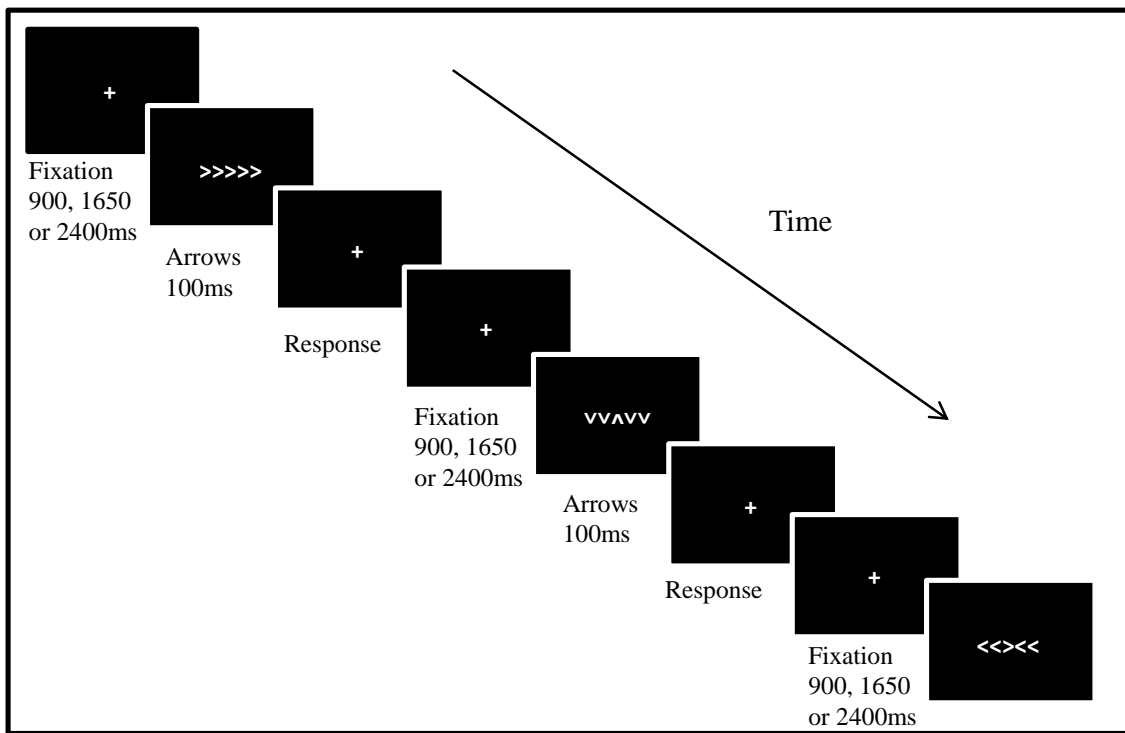 +
>>>>>
Fixation
900, 1650
or 2400ms
Time
Arrows
100ms
+
Response
+
Fixation
900, 1650
or 2400ms
vv^vv
Arrows
100ms
+
Response
+
Fixation
900, 1650
or 2400ms
<<><<